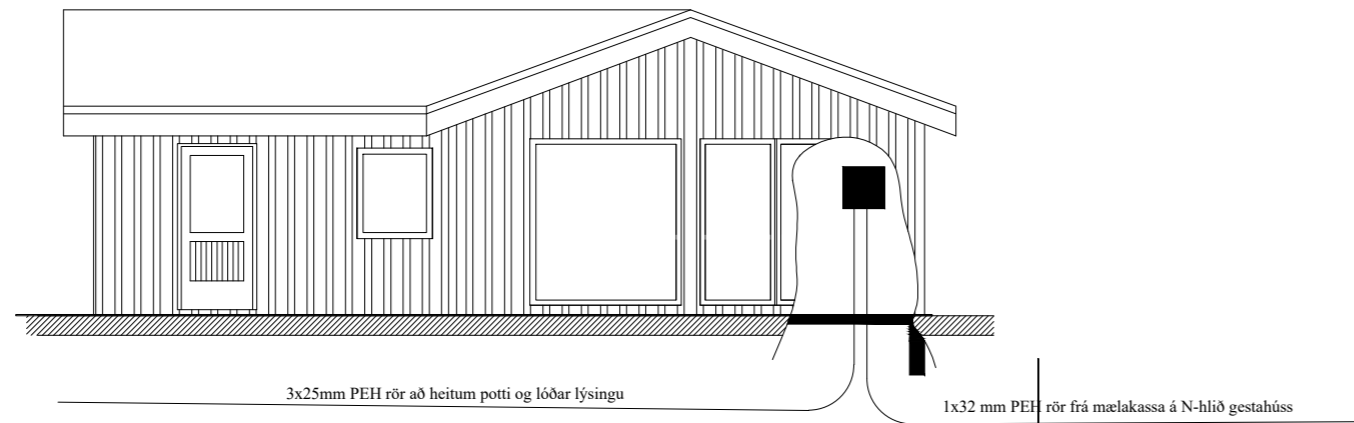 3x25mm PEH rör að heitum potti og lóðar lýsingu
1x32 mm PEH rör frá mælakassa á N-hlið gestahúss